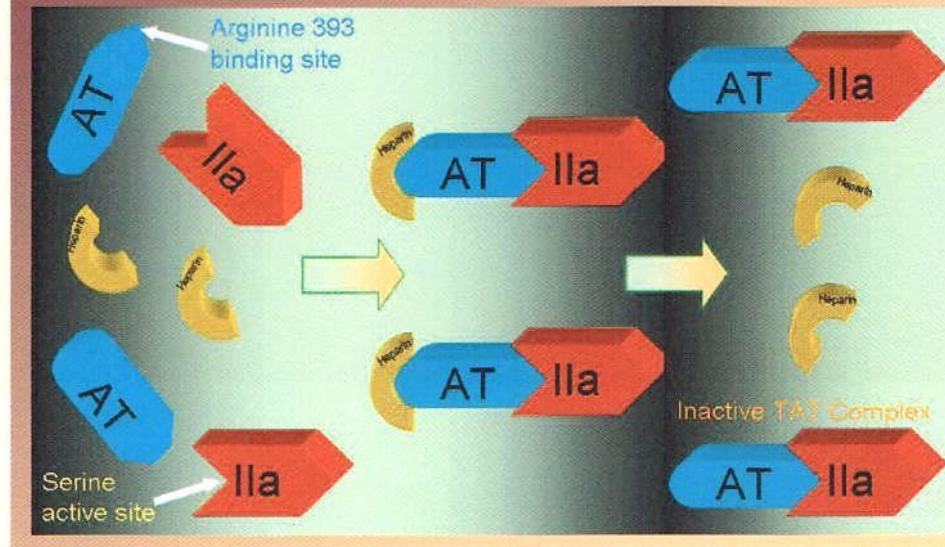 Arginine 393
binding site
AT
IIa
Heparin
Heparin
AT
Serine
active site
IIa
Heparin
AT
IIa
Heparin
AT
IIa
AT
IIa
Heparin
Heparin
Inactive TAT Complex
AT
IIa